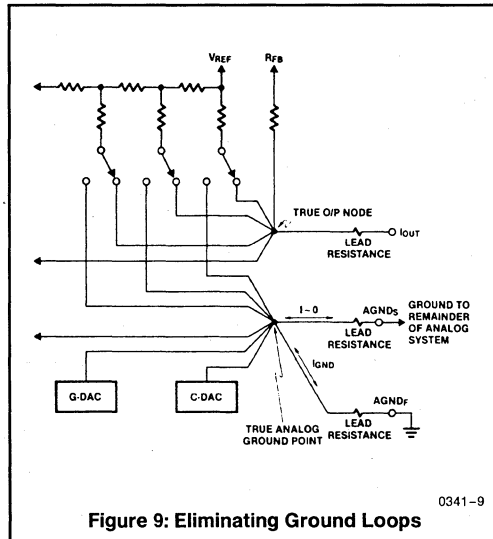 VREF
RFB
TRUE O/P NODE
IOUT
LEAD
RESISTANCE
I~0
AGNDS
GROUND TO
REMAINDER
OF ANALOG
SYSTEM
LEAD
RESISTANCE
IGND
G-DAC
C-DAC
AGNDF
TRUE ANALOG
GROUND POINT
LEAD
RESISTANCE
0341-9
Figure 9: Eliminating Ground Loops